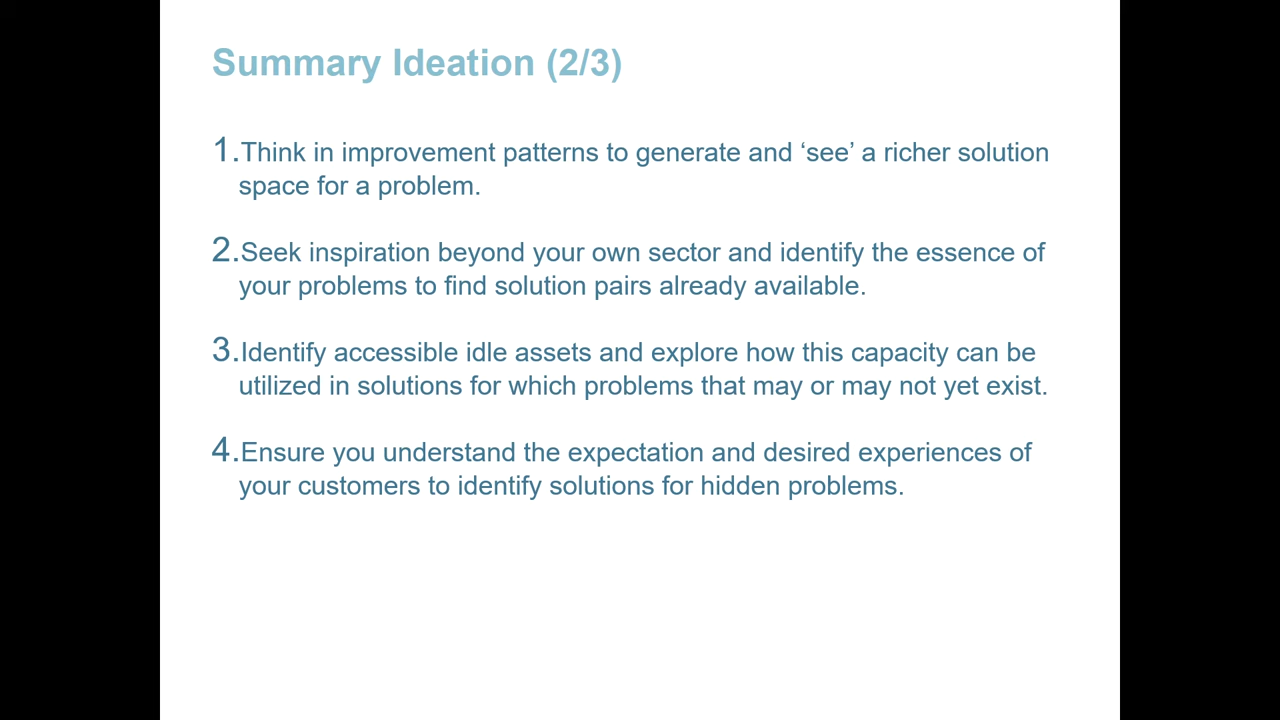 Summary Ideation (2/3)
1.Think in improvement patterns to generate and ‘see’ a richer solution
space for a problem.
2.Seek inspiration beyond your own sector and identify the essence of
your problems to find solution pairs already available.
3.Identify accessible idle assets and explore how this capacity can be
utilized in solutions for which problems that may or may not yet exist.
4.Ensure you understand the expectation and desired experiences of
your customers to identify solutions for hidden problems.